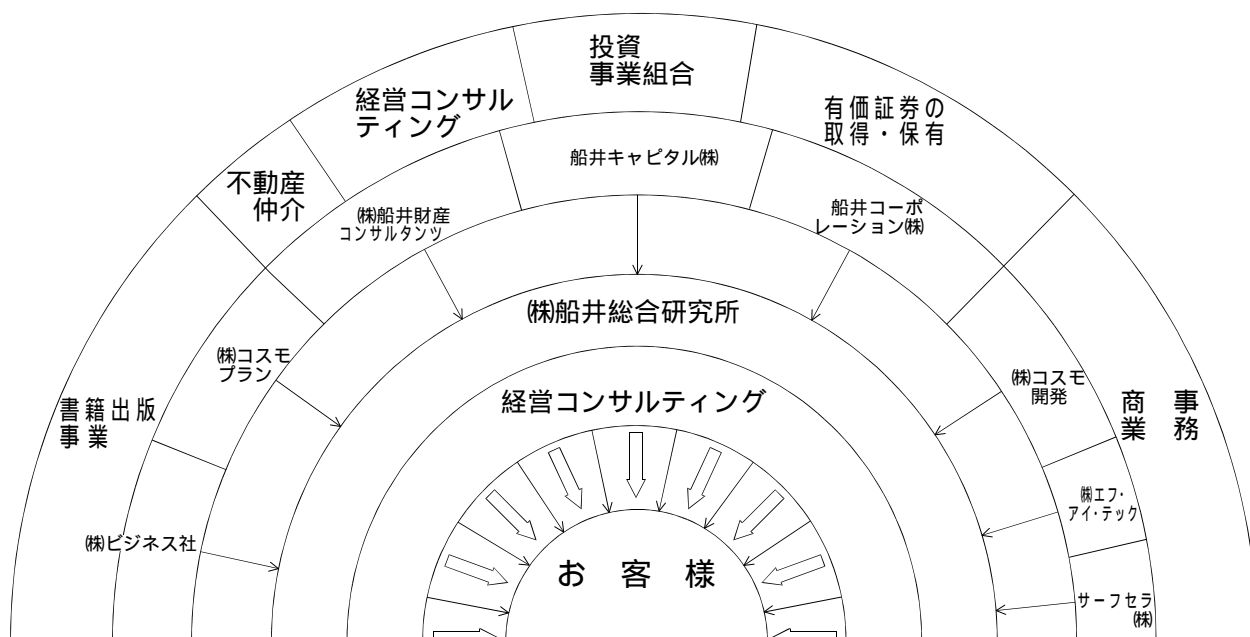 投資
事業組合
経営コンサル
ティング
有価証券の
取得・保有
不動産
仲介
船井キャピタル㈱
㈱船井財産
コンサルタンツ
船井コーポ
レーション㈱
㈱船井総合研究所
㈱コスモ
プラン
㈱コスモ
開発
書籍出版
事業
経営コンサルティング
商業
事務
㈱エフ・
アイ・テック
㈱ビジネス社
お客様
サーフセラ
㈱